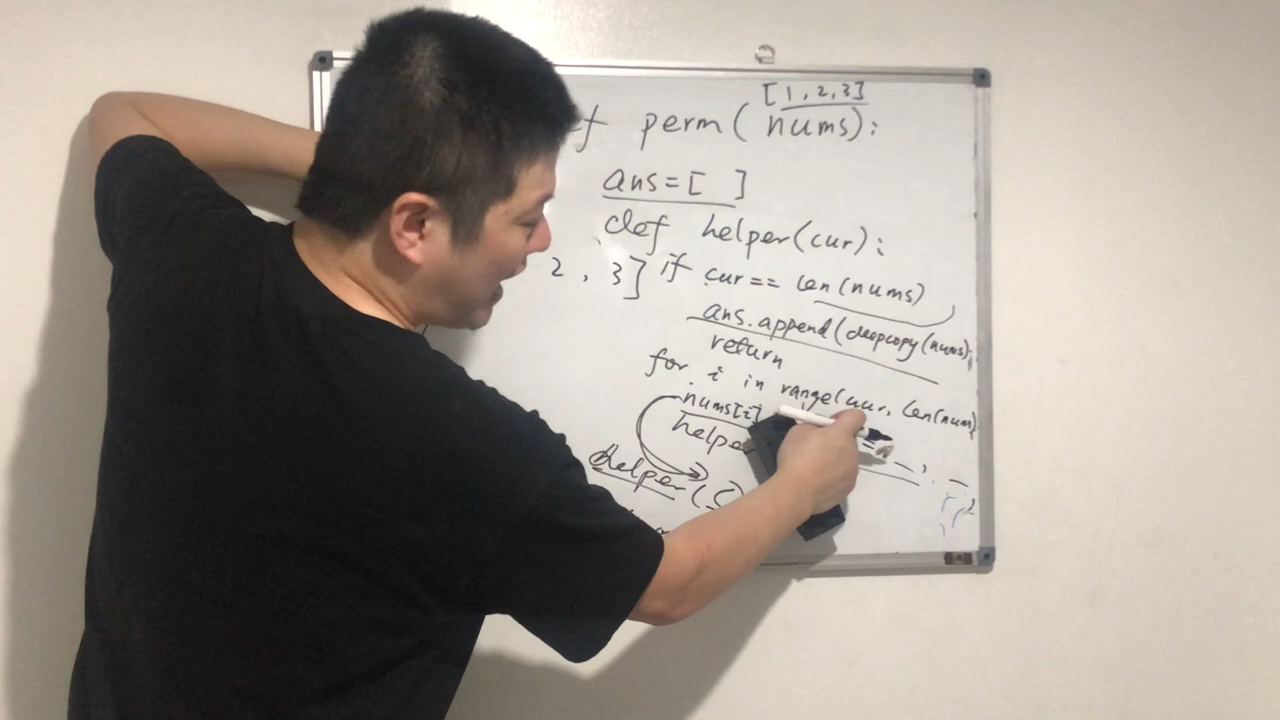 [1,2,3]
f perm(nums):
ans=[ ]
def helper(cur):
2, 3] if cur== len(nums)
ans.append(deepcopy(nums)
return
for i in range(cur, len(num)
nums[i]
helpe
helper(